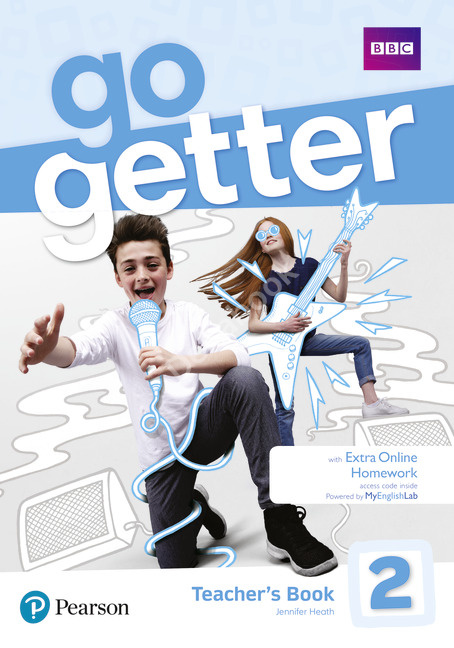 BBC
go
getter
with Extra Online
Homework
access code inside
Powered by MyEnglishLab
Teacher's Book
Jennifer Heath
2
Pearson